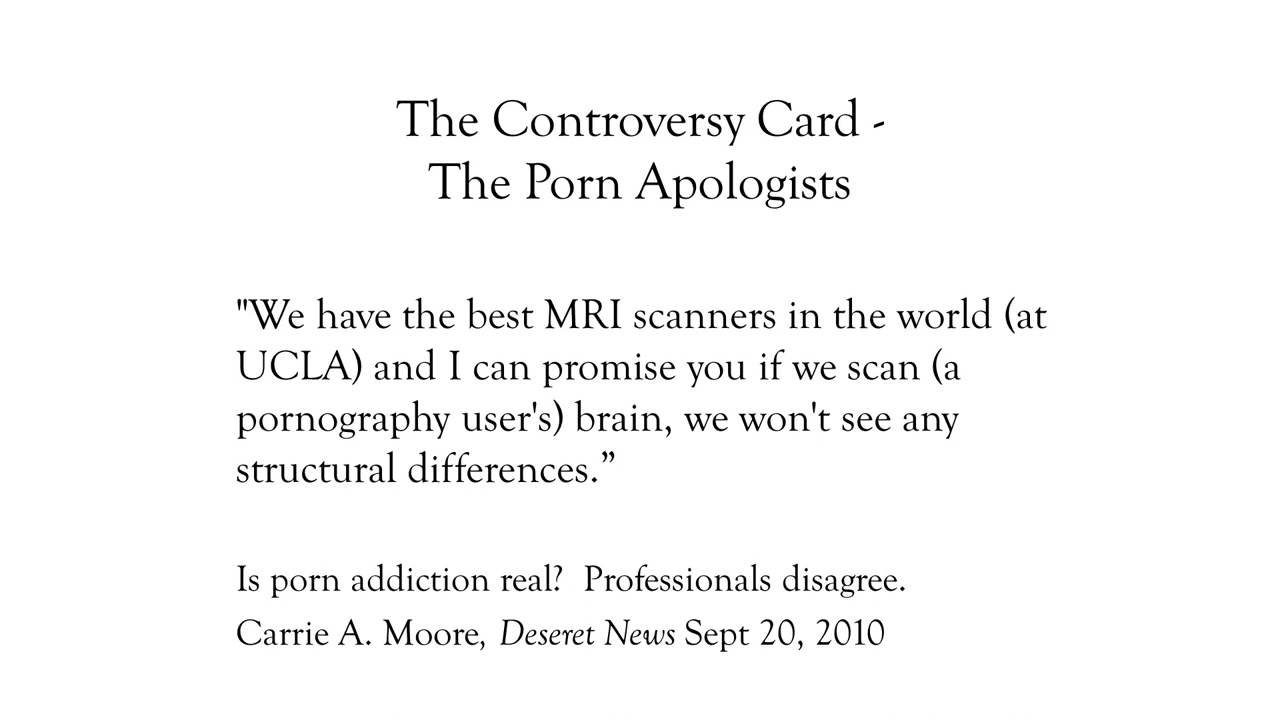 The Controversy Card -
The Porn Apologists
"We have the best MRI scanners in the world (at
UCLA) and I can promise you if we scan (a
pornography user's) brain, we won't see any
structural differences.”
Is porn addiction real?  Professionals disagree.
Carrie A. Moore, Deseret News Sept 20, 2010